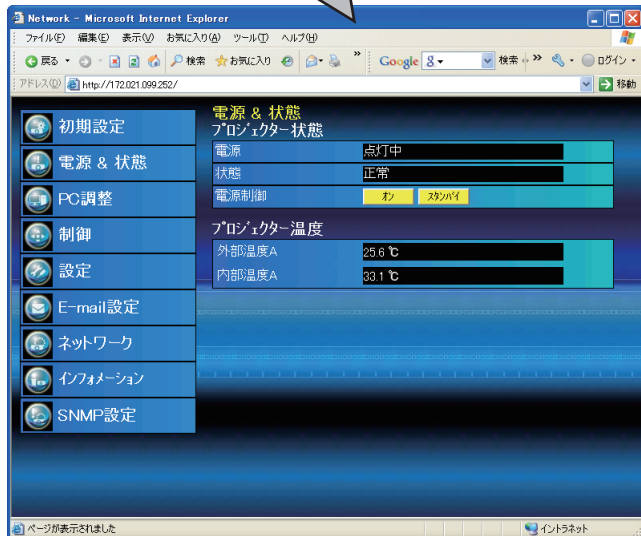 Network - Microsoft Internet Explorer
ファイル(F) 編集(E) 表示(V) お気に入り(A) ツール(T) ヘルプ(H)
戻る 検索 お気に入り » Google 検索 » ログイン
アドレス(D) http://172.021.099.252/ 移動
初期設定
電源 & 状態
PC調整
制御
設定
E-mail設定
ネットワーク
インフォメーション
SNMP設定
電源 & 状態
プロジェクター状態
電源 点灯中
状態 正常
電源制御 オン スタンバイ
プロジェクター温度
外部温度A 25.6 ℃
内部温度A 33.1 ℃
ページが表示されました イントラネット